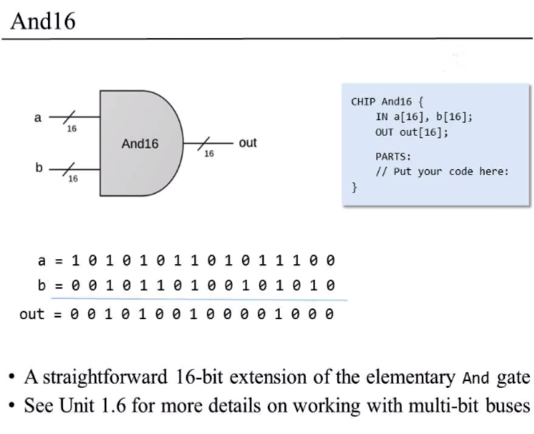 And16
a
16
And16
16
out
b
16
CHIP And16 {
IN a[16], b[16];
OUT out[16];
PARTS:
// Put your code here:
}
a = 1 0 1 0 1 0 1 1 0 1 0 1 1 1 0 0
b = 0 0 1 0 1 1 0 1 0 0 1 0 1 0 1 0
out = 0 0 1 0 1 0 0 1 0 0 0 0 1 0 0 0
• A straightforward 16-bit extension of the elementary And gate
• See Unit 1.6 for more details on working with multi-bit buses